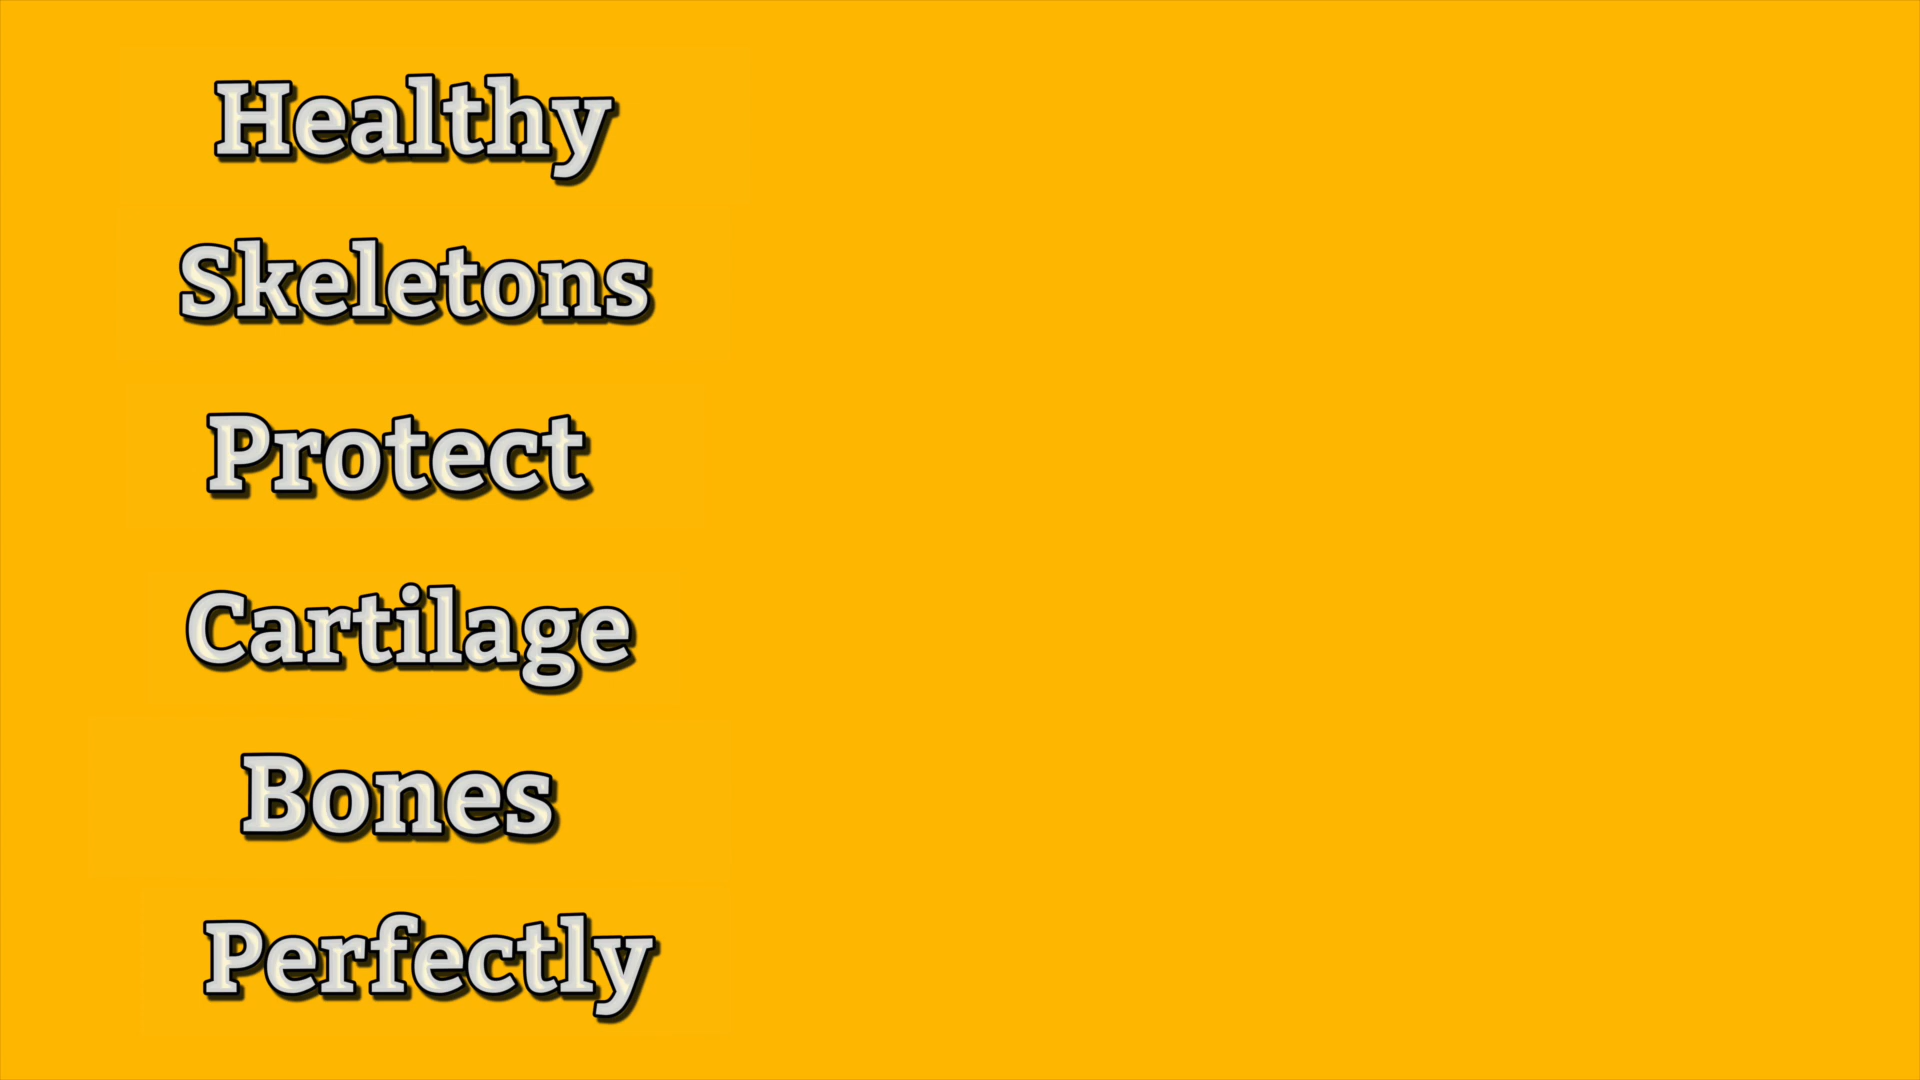 Healthy
Skeletons
Protect
Cartilage
Bones
Perfectly